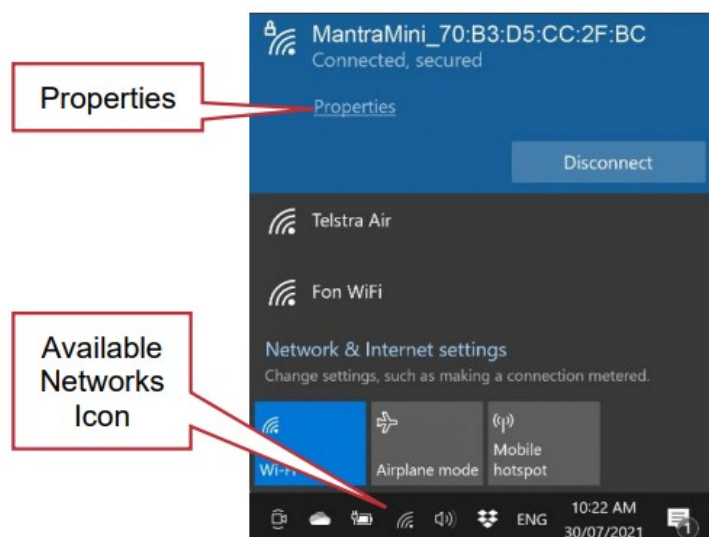 MantraMini_70:B3:D5:CC:2F:BC
Connected, secured
Properties
Properties
Disconnect
Telstra Air
Fon WiFi
Available
Networks
Icon
Network & Internet settings
Change settings, such as making a connection metered.
Wi-Fi
Airplane mode
Mobile
hotspot
ENG
10:22 AM
30/07/2021
1